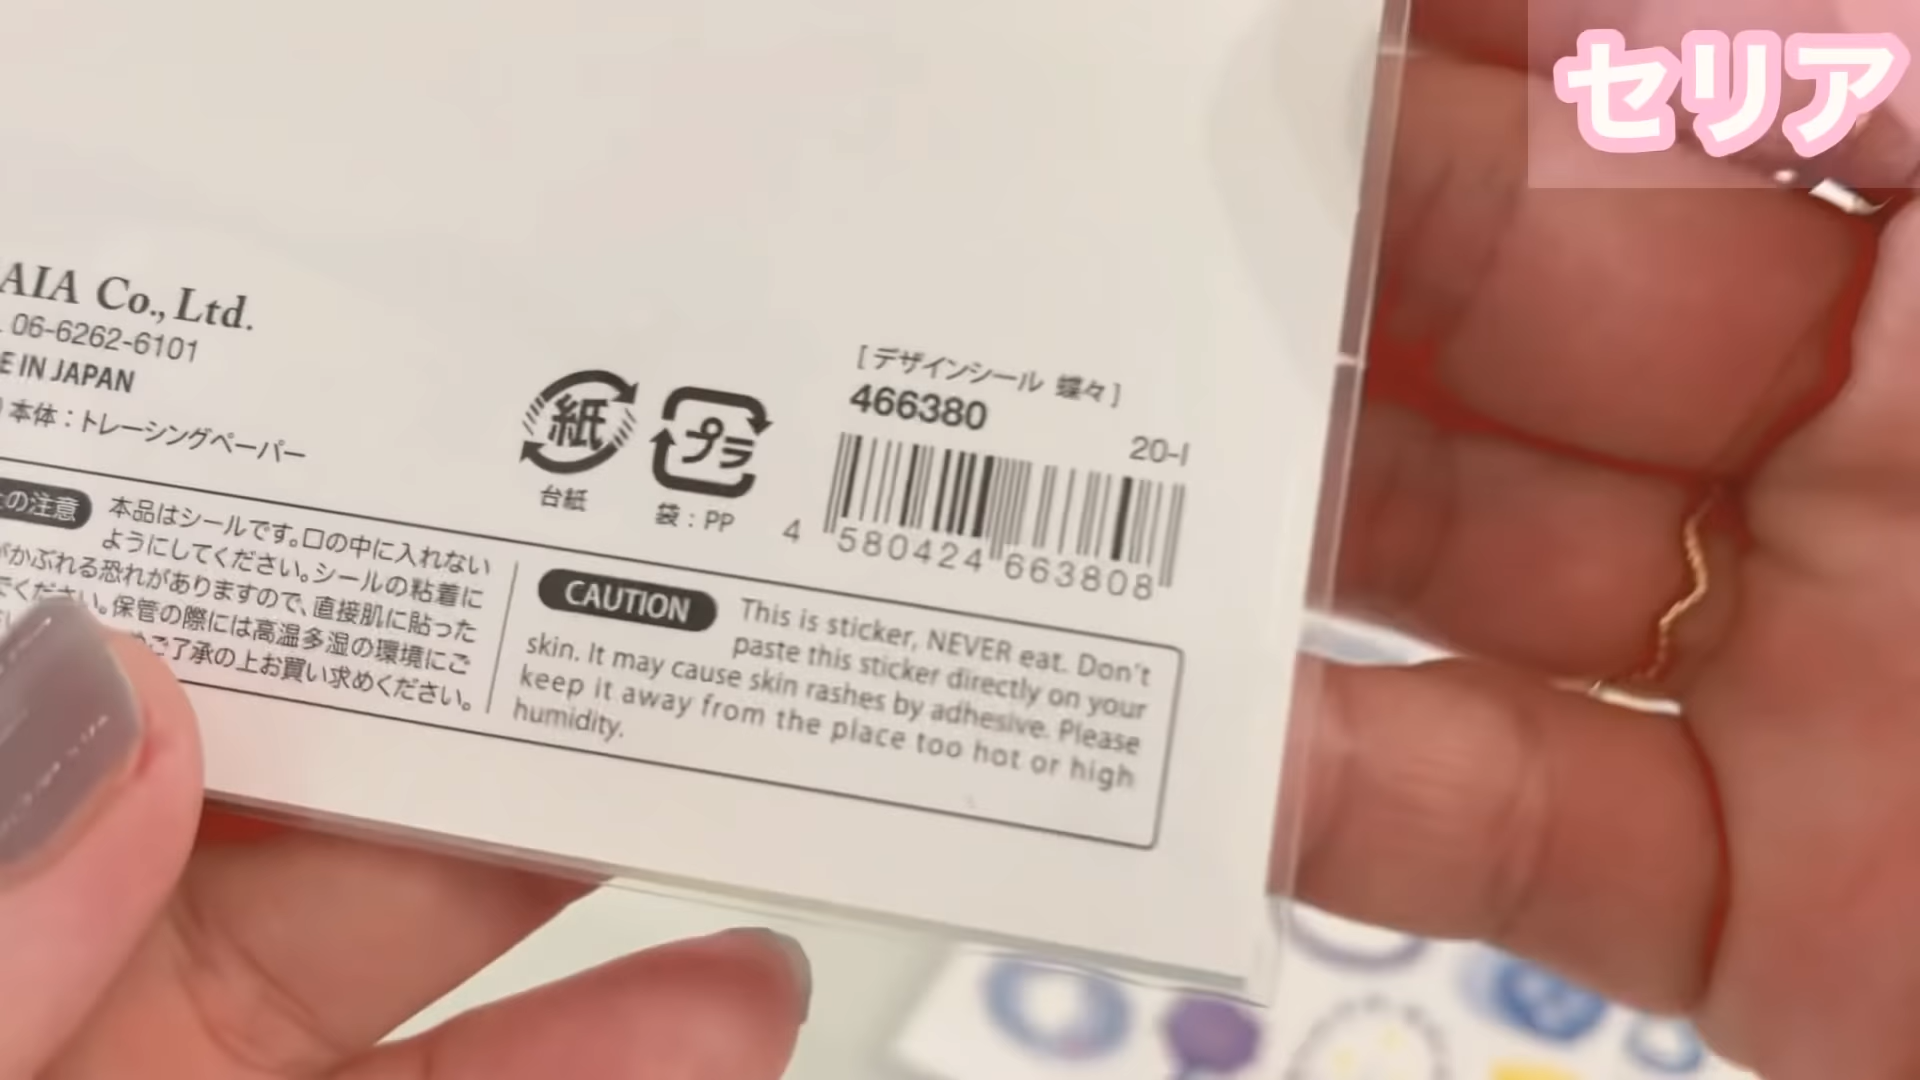 セリア
AIA Co., Ltd.
06-6262-6101
E IN JAPAN
本体：トレーシングペーパー
紙
台紙
プラ
袋：PP
[デザインシール 蝶々]
466380
20-I
4 580424 663808
の注意
本品はシールです。口の中に入れない
ようにしてください。シールの粘着に
かぶれる恐れがありますので、直接肌に貼った
でください。保管の際には高温多湿の環境にご
ご了承の上お買い求めください。
CAUTION
This is sticker, NEVER eat. Don't
paste this sticker directly on your
skin. It may cause skin rashes by adhesive. Please
keep it away from the place too hot or high
humidity.